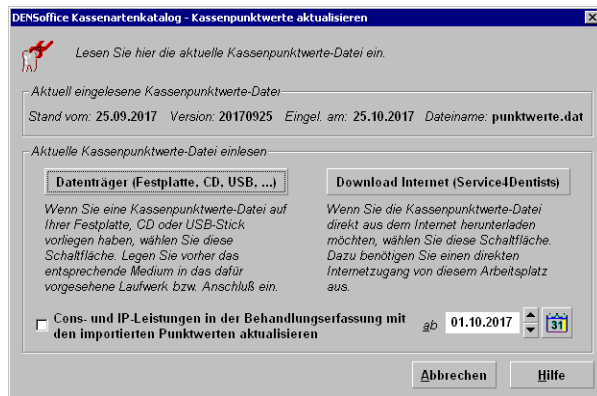 DENSoffice Kassenartenkatalog - Kassenpunktwerte aktualisieren
Lesen Sie hier die aktuelle Kassenpunktwerte-Datei ein.
Aktuell eingelesene Kassenpunktwerte-Datei
Stand vom: 25.09.2017 Version: 20170925 Eingel. am: 25.10.2017 Dateiname: punktwerte.dat
Aktuelle Kassenpunktwerte-Datei einlesen
Datenträger (Festplatte, CD, USB, ...)
Wenn Sie eine Kassenpunktwerte-Datei auf
Ihrer Festplatte, CD oder USB-Stick
vorliegen haben, wählen Sie diese
Schaltfläche. Legen Sie vorher das
entsprechende Medium in das dafür
vorgesehene Laufwerk bzw. Anschluß ein.
Download Internet (Service4Dentists)
Wenn Sie die Kassenpunktwerte-Datei
direkt aus dem Internet herunterladen
möchten, wählen Sie diese Schaltfläche.
Dazu benötigen Sie einen direkten
Internetzugang von diesem Arbeitsplatz
aus.
Cons- und IP-Leistungen in der Behandlungserfassung mit
den importierten Punktwerten aktualisieren
ab 01.10.2017 31
Abbrechen Hilfe